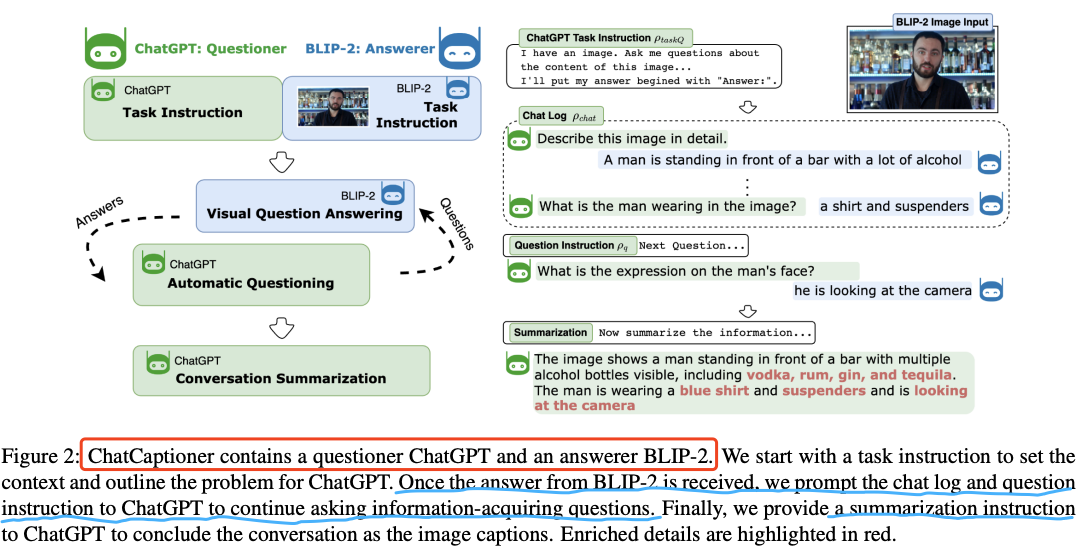 ChatGPT: Questioner
BLIP-2: Answerer
ChatGPT
Task Instruction
BLIP-2
Task
Instruction
BLIP-2
Visual Question Answering
Answers
Questions
ChatGPT
Automatic Questioning
ChatGPT
Conversation Summarization
ChatGPT Task Instruction ρtaskQ
I have an image. Ask me questions about
the content of this image...
I'll put my answer begined with "Answer:".
BLIP-2 Image Input
Chat Log ρchat
Describe this image in detail.
A man is standing in front of a bar with a lot of alcohol
⋮
What is the man wearing in the image?
a shirt and suspenders
Question Instruction ρq Next Question...
What is the expression on the man's face?
he is looking at the camera
Summarization Now summarize the information...
The image shows a man standing in front of a bar with multiple
alcohol bottles visible, including vodka, rum, gin, and tequila.
The man is wearing a blue shirt and suspenders and is looking
at the camera
Figure 2: ChatCaptioner contains a questioner ChatGPT and an answerer BLIP-2. We start with a task instruction to set the
context and outline the problem for ChatGPT. Once the answer from BLIP-2 is received, we prompt the chat log and question
instruction to ChatGPT to continue asking information-acquiring questions. Finally, we provide a summarization instruction
to ChatGPT to conclude the conversation as the image captions. Enriched details are highlighted in red.